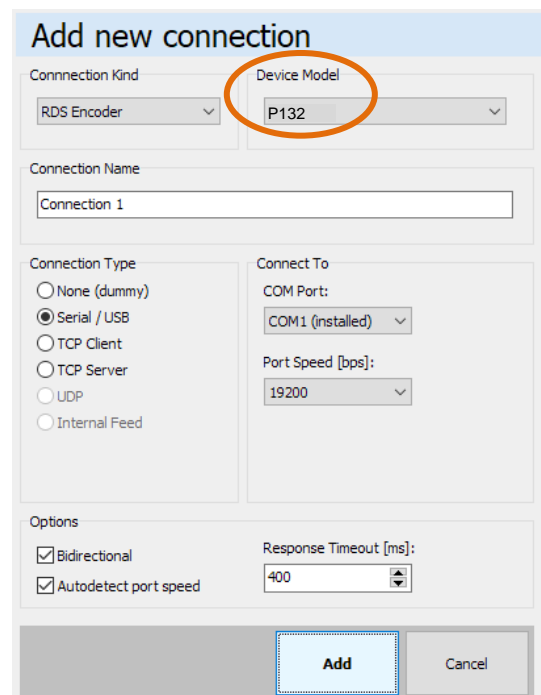 Add new connection
Connnection Kind
Device Model
RDS Encoder
P132
Connection Name
Connection 1
Connection Type
Connect To
None (dummy)
COM Port:
Serial / USB
COM1 (installed)
TCP Client
Port Speed [bps]:
TCP Server
19200
UDP
Internal Feed
Options
Bidirectional
Response Timeout [ms]:
Autodetect port speed
400
Add
Cancel